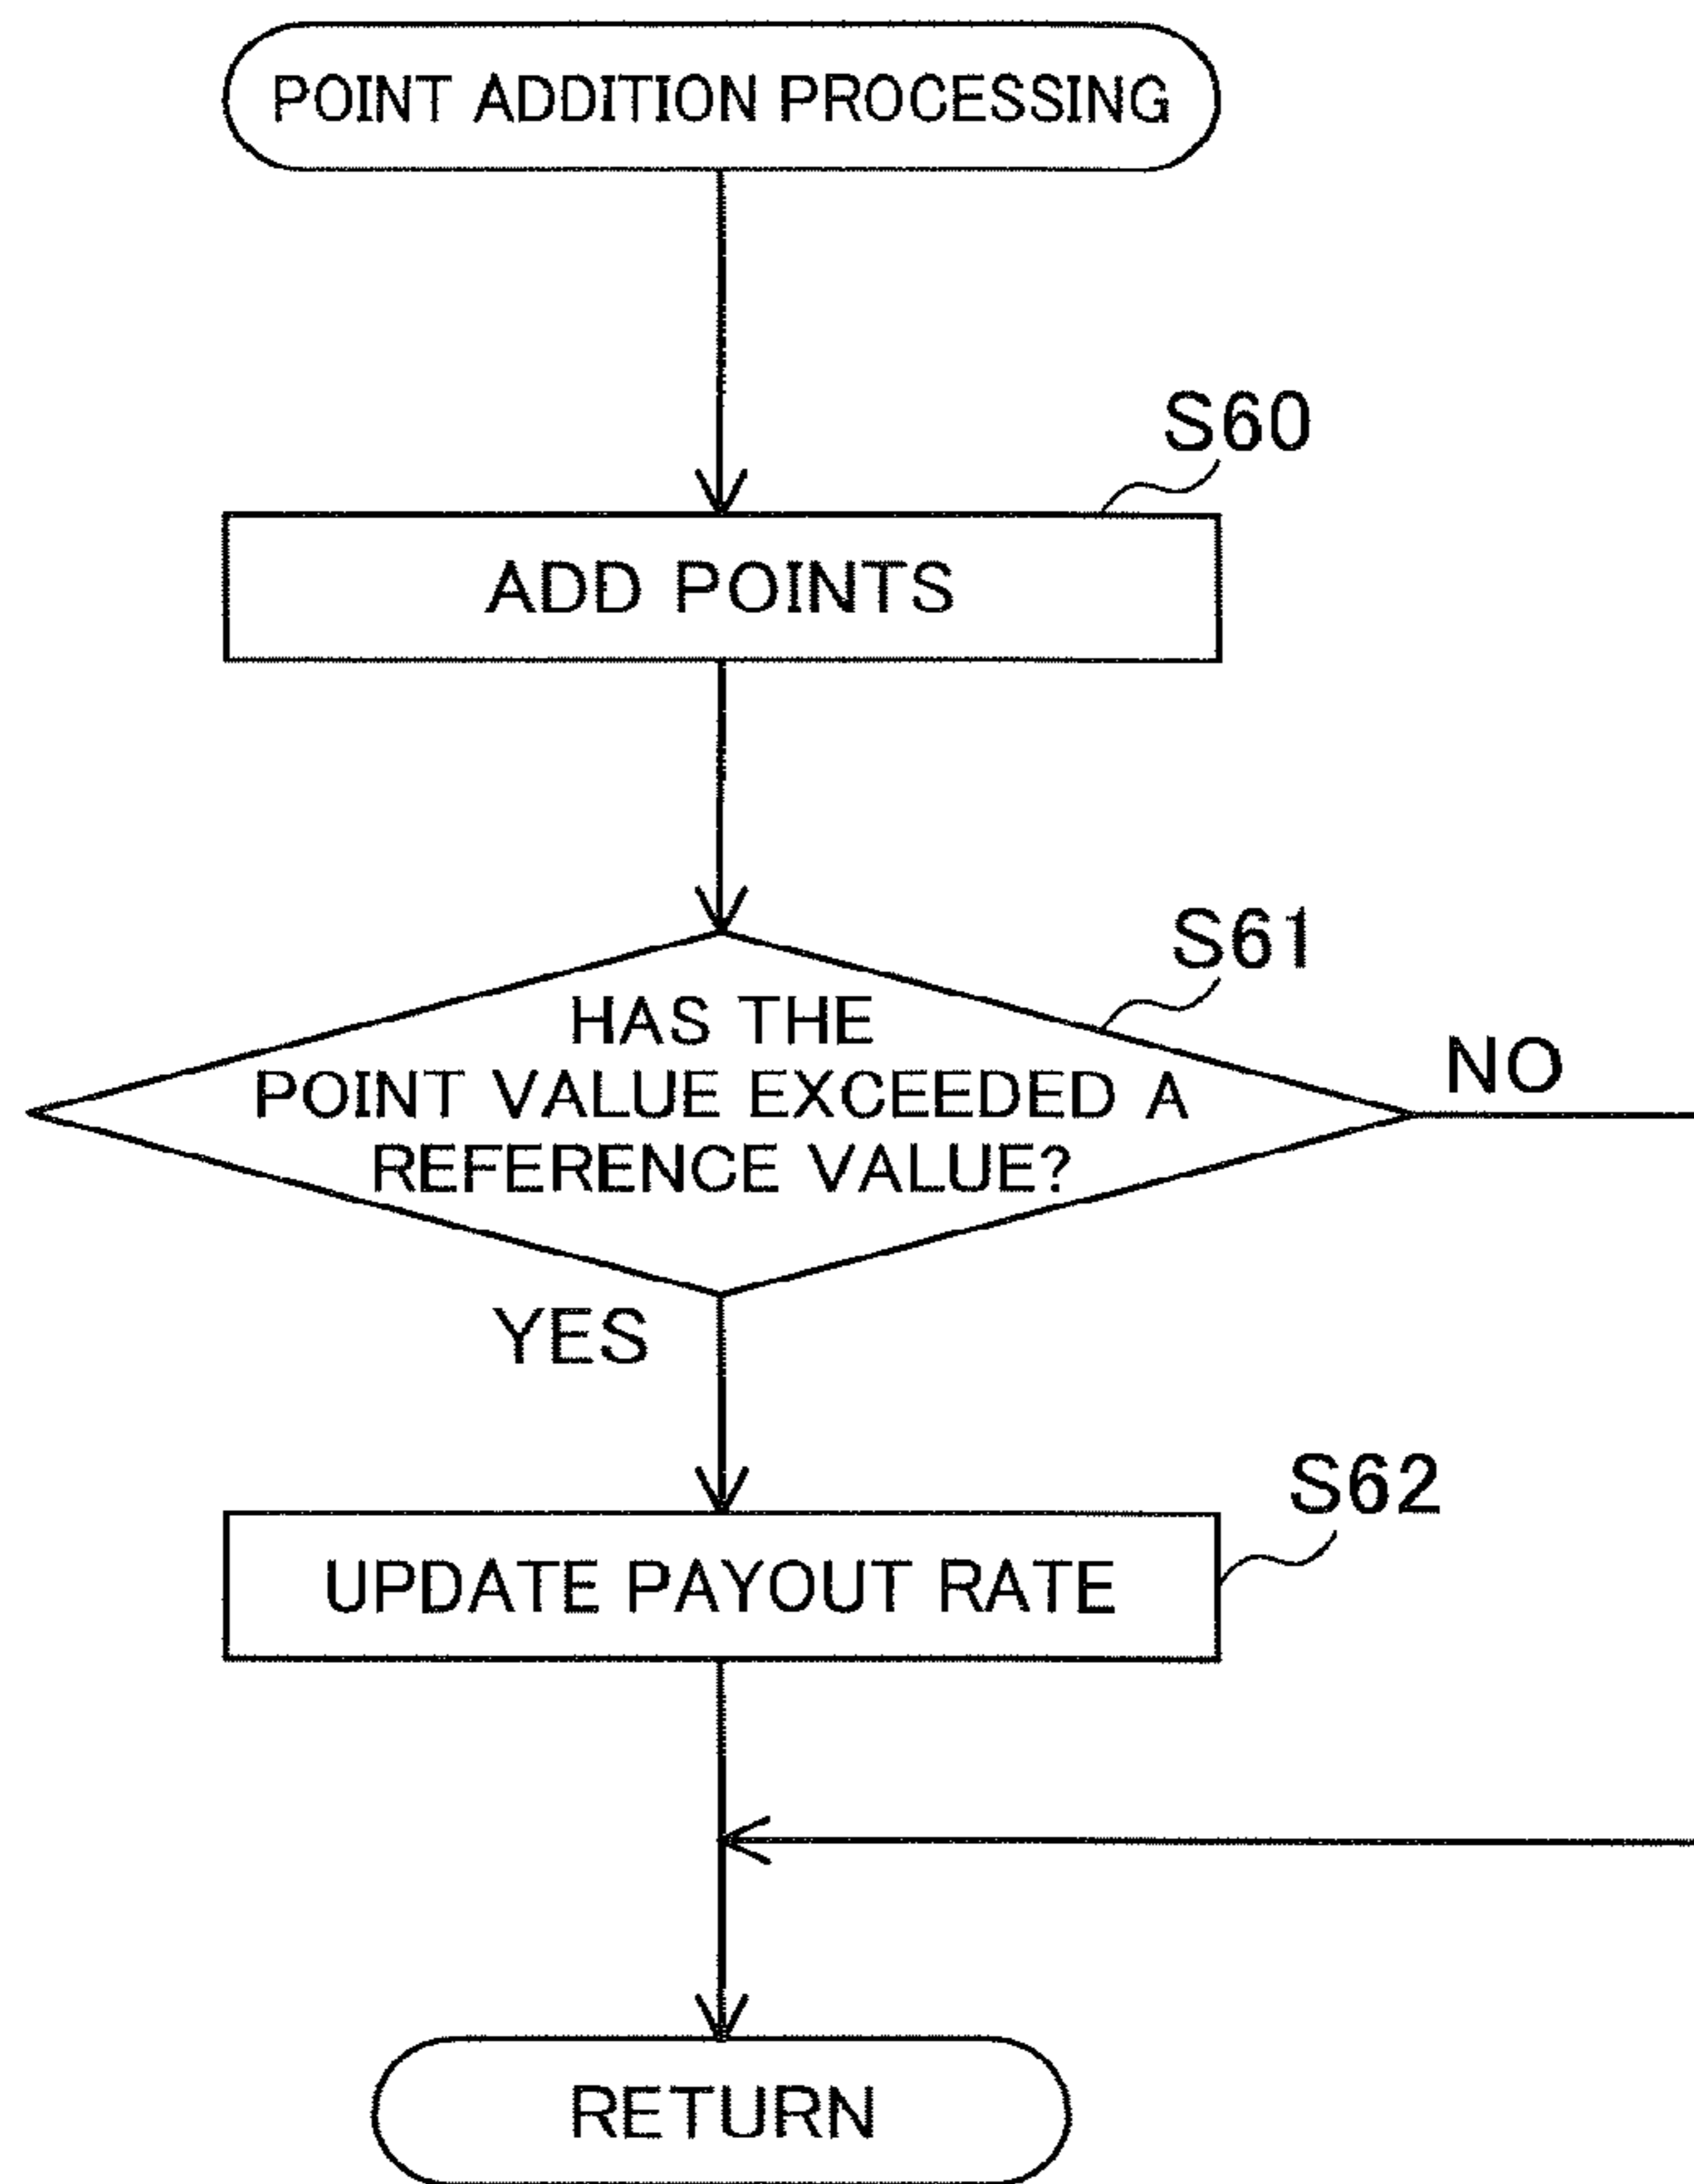 POINT ADDITION PROCESSING
S60
ADD POINTS
S61
HAS THE
POINT VALUE EXCEEDED A
REFERENCE VALUE?
NO
YES
S62
UPDATE PAYOUT RATE
RETURN